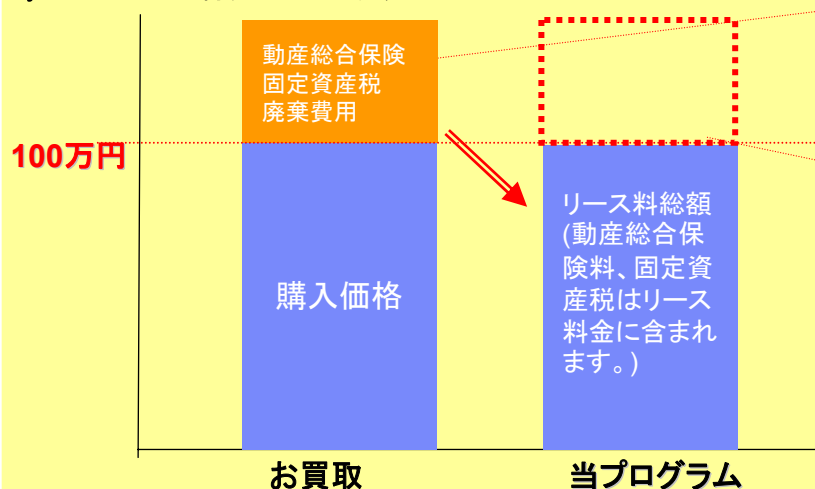 動産総合保険
固定資産税
廃棄費用
100万円
購入価格
リース料総額
(動産総合保
険料、固定資
産税はリース
料金に含まれ
ます。)
お買取
当プログラム